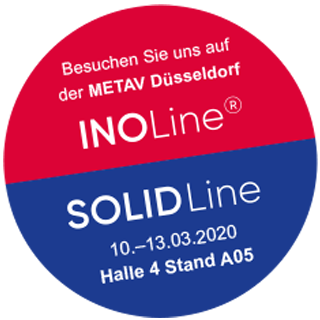 Besuchen Sie uns auf
der METAV Düsseldorf
INOLine®
SOLIDLine
10.–13.03.2020
Halle 4 Stand A05